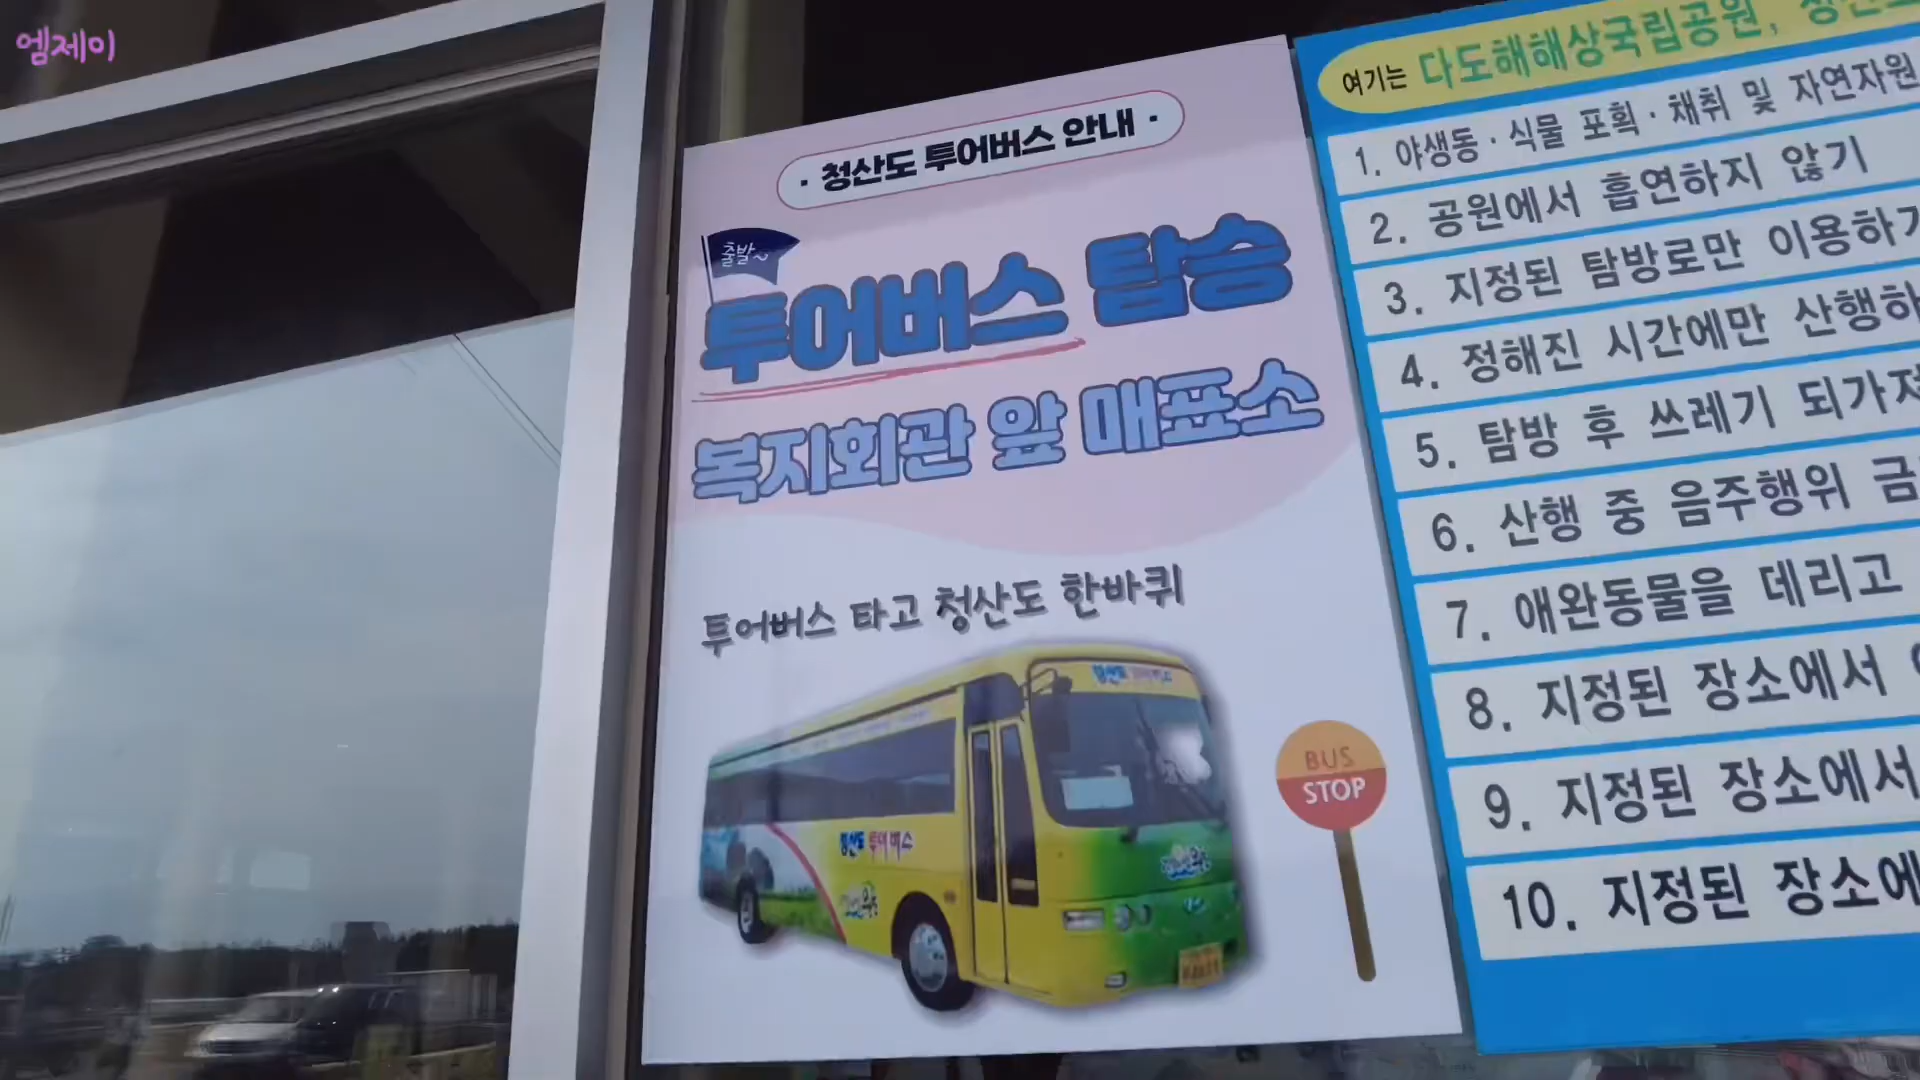 엠제이
· 청산도 투어버스 안내 ·
출발~
투어버스 탑승
복지회관 앞 매표소
투어버스 타고 청산도 한바퀴
청산도 투어버스
청산도 투어버스
BUS
STOP
여기는 다도해해상국립공원,
1. 야생동·식물 포획·채취 및 자연자원
2. 공원에서 흡연하지 않기
3. 지정된 탐방로만 이용하기
4. 정해진 시간에만 산행하
5. 탐방 후 쓰레기 되가져
6. 산행 중 음주행위 금
7. 애완동물을 데리고
8. 지정된 장소에서
9. 지정된 장소에서
10. 지정된 장소에